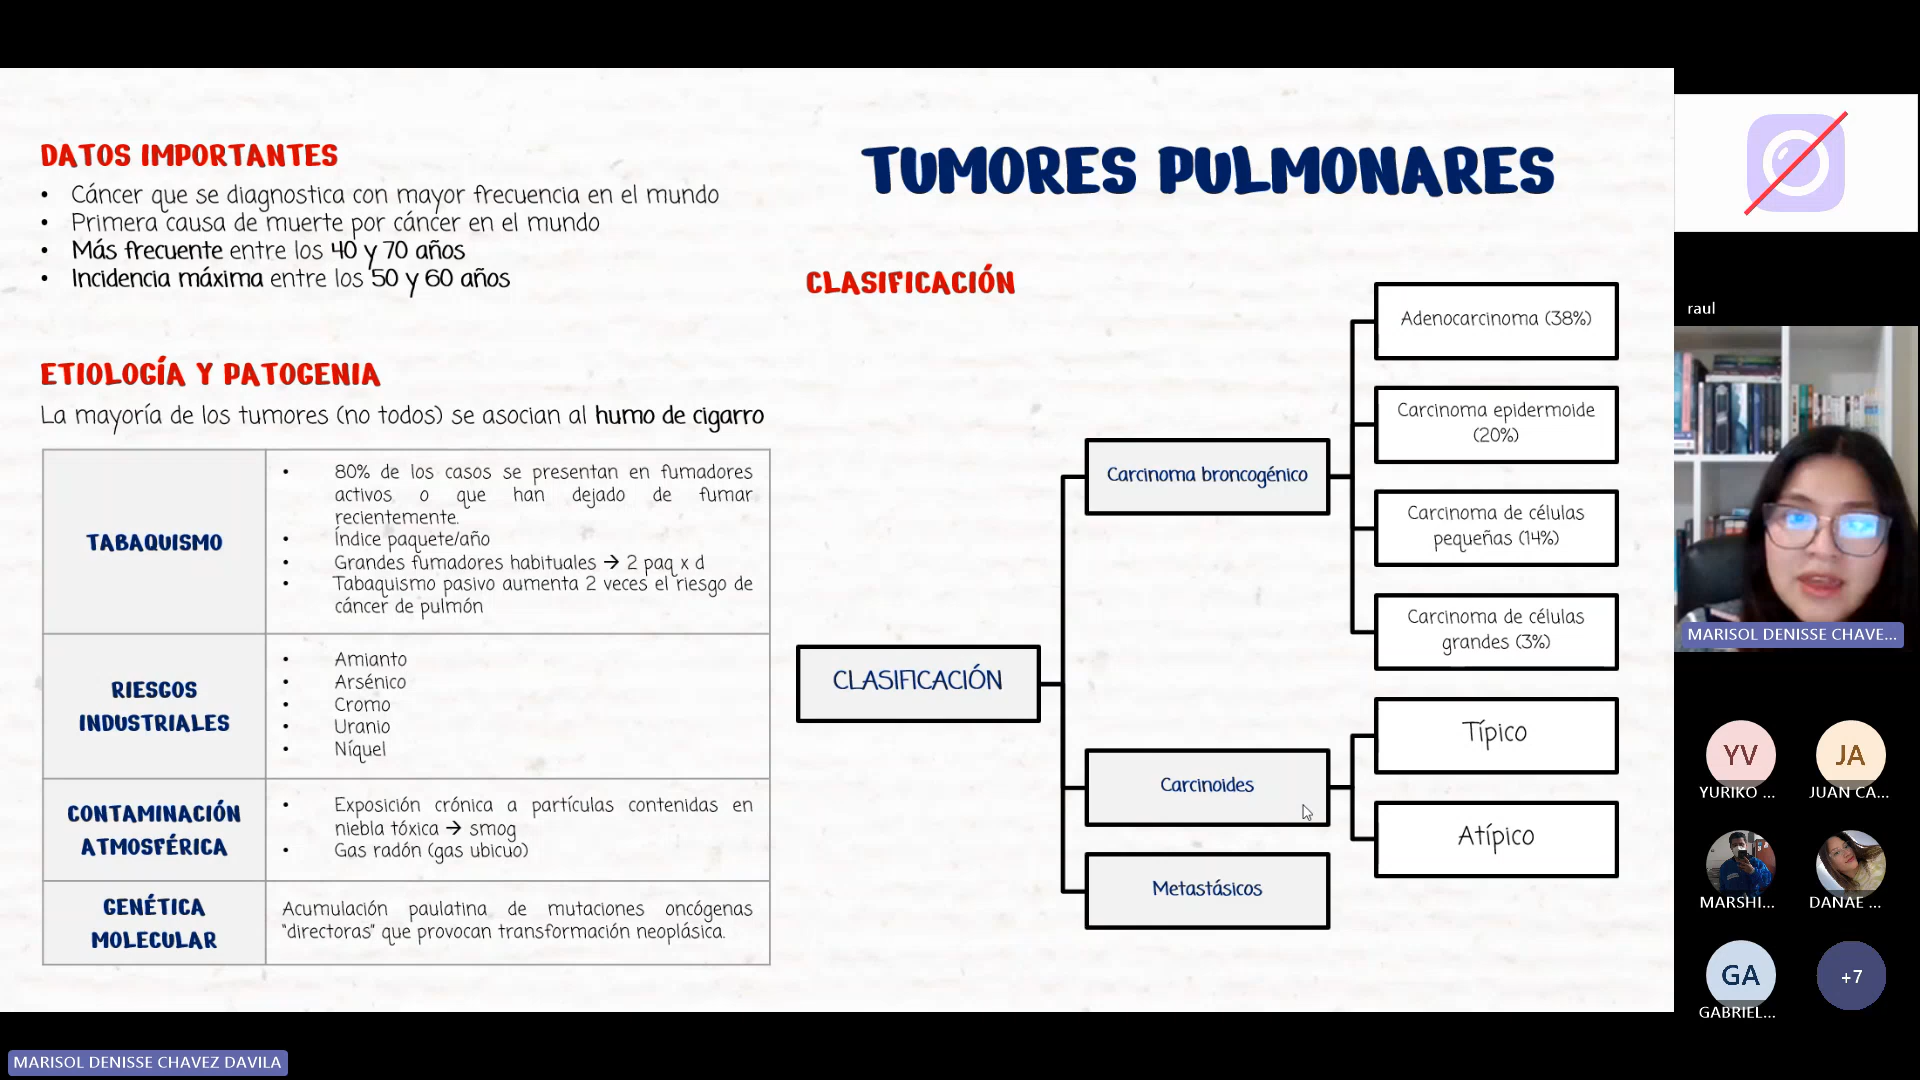 DATOS IMPORTANTES
• Cáncer que se diagnostica con mayor frecuencia en el mundo
• Primera causa de muerte por cáncer en el mundo
• Más frecuente entre los 40 y 70 años
• Incidencia máxima entre los 50 y 60 años
ETIOLOGÍA Y PATOGENIA
La mayoría de los tumores (no todos) se asocian al humo de cigarro
TABAQUISMO
• 80% de los casos se presentan en fumadores
activos o que han dejado de fumar
recientemente.
• Índice paquete/año
• Grandes fumadores habituales → 2 paq x d
• Tabaquismo pasivo aumenta 2 veces el riesgo de
cáncer de pulmón
RIESGOS
INDUSTRIALES
• Amianto
• Arsénico
• Cromo
• Uranio
• Níquel
CONTAMINACIÓN
ATMOSFÉRICA
• Exposición crónica a partículas contenidas en
niebla tóxica → smog
• Gas radón (gas ubicuo)
GENÉTICA
MOLECULAR
Acumulación paulatina de mutaciones oncógenas
"directoras" que provocan transformación neoplásica.
TUMORES PULMONARES
CLASIFICACIÓN
CLASIFICACIÓN
Carcinoma broncogénico
Adenocarcinoma (38%)
Carcinoma epidermoide
(20%)
Carcinoma de células
pequeñas (14%)
Carcinoma de células
grandes (3%)
Carcinoides
Típico
Atípico
Metastásicos
raul
MARISOL DENISSE CHAVE...
YV
YURIKO ...
JA
JUAN CA...
MARSHI...
DANAE ...
GA
GABRIEL...
+7
MARISOL DENISSE CHAVEZ DAVILA